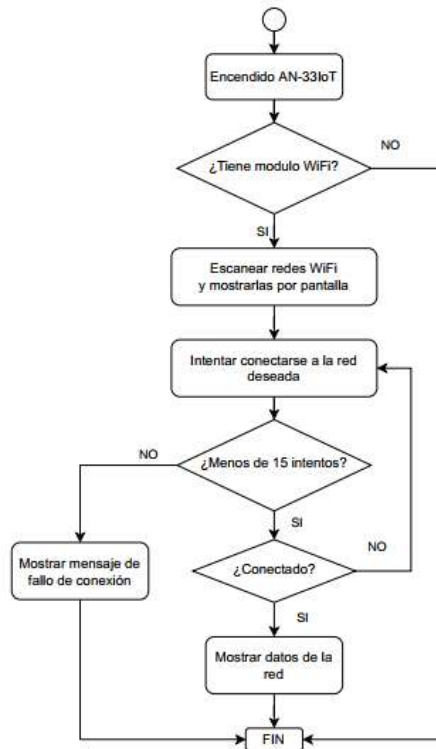 Encendido AN-33IoT
¿Tiene modulo WiFi?
NO
SI
Escanear redes WiFi
y mostrarlas por pantalla
Intentar conectarse a la red
deseada
¿Menos de 15 intentos?
NO
SI
Mostrar mensaje de
fallo de conexión
¿Conectado?
NO
SI
Mostrar datos de la
red
FIN